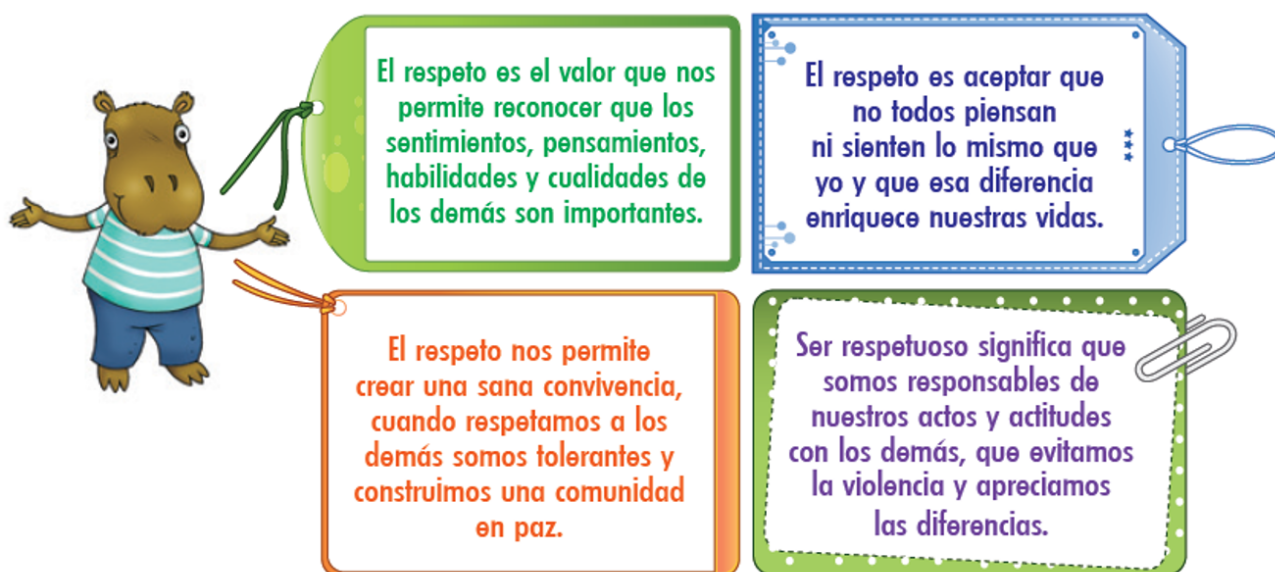 El respeto es el valor que nos
permite reconocer que los
sentimientos, pensamientos,
habilidades y cualidades de
los demás son importantes.
El respeto es aceptar que
no todos piensan
ni sienten lo mismo que
yo y que esa diferencia
enriquece nuestras vidas.
El respeto nos permite
crear una sana convivencia,
cuando respetamos a los
demás somos tolerantes y
construimos una comunidad
en paz.
Ser respetuoso significa que
somos responsables de
nuestros actos y actitudes
con los demás, que evitamos
la violencia y apreciamos
las diferencias.